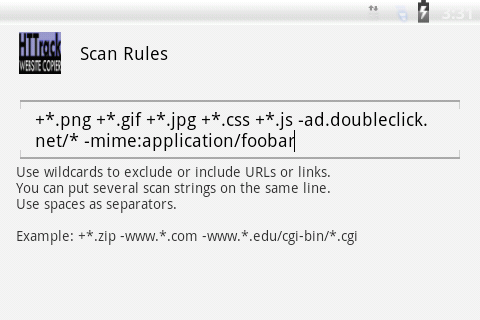 3:31
HTTrack
WEBSITE COPIER
Scan Rules
+*.png +*.gif +*.jpg +*.css +*.js -ad.doubleclick.
net/* -mime:application/foobar
Use wildcards to exclude or include URLs or links.
You can put several scan strings on the same line.
Use spaces as separators.
Example: +*.zip -www.*.com -www.*.edu/cgi-bin/*.cgi